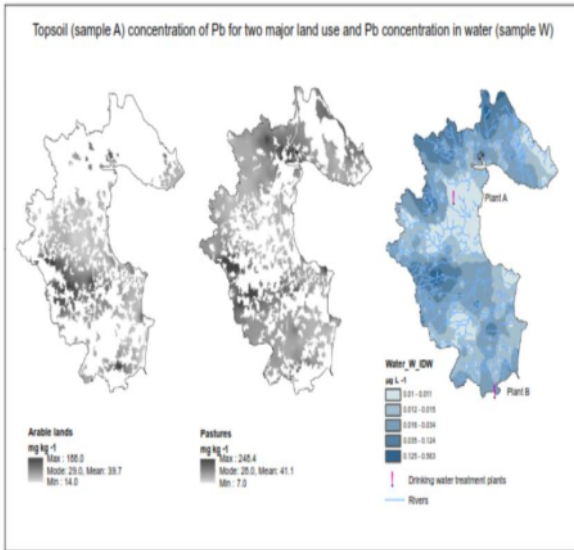 Topsoil (sample A) concentration of Pb for two major land use and Pb concentration in water (sample W)
Plant A
Plant B
Arable lands
mg kg -1
Max : 166.0
Mode: 29.0, Mean: 39.7
Min : 14.0
Pastures
mg kg -1
Max : 246.4
Mode: 26.0, Mean: 41.1
Min : 7.0
Water_W_IDW
µg L -1
0.01 - 0.011
0.012 - 0.015
0.016 - 0.034
0.035 - 0.124
0.125 - 0.563
Drinking water treatment plants
Rivers